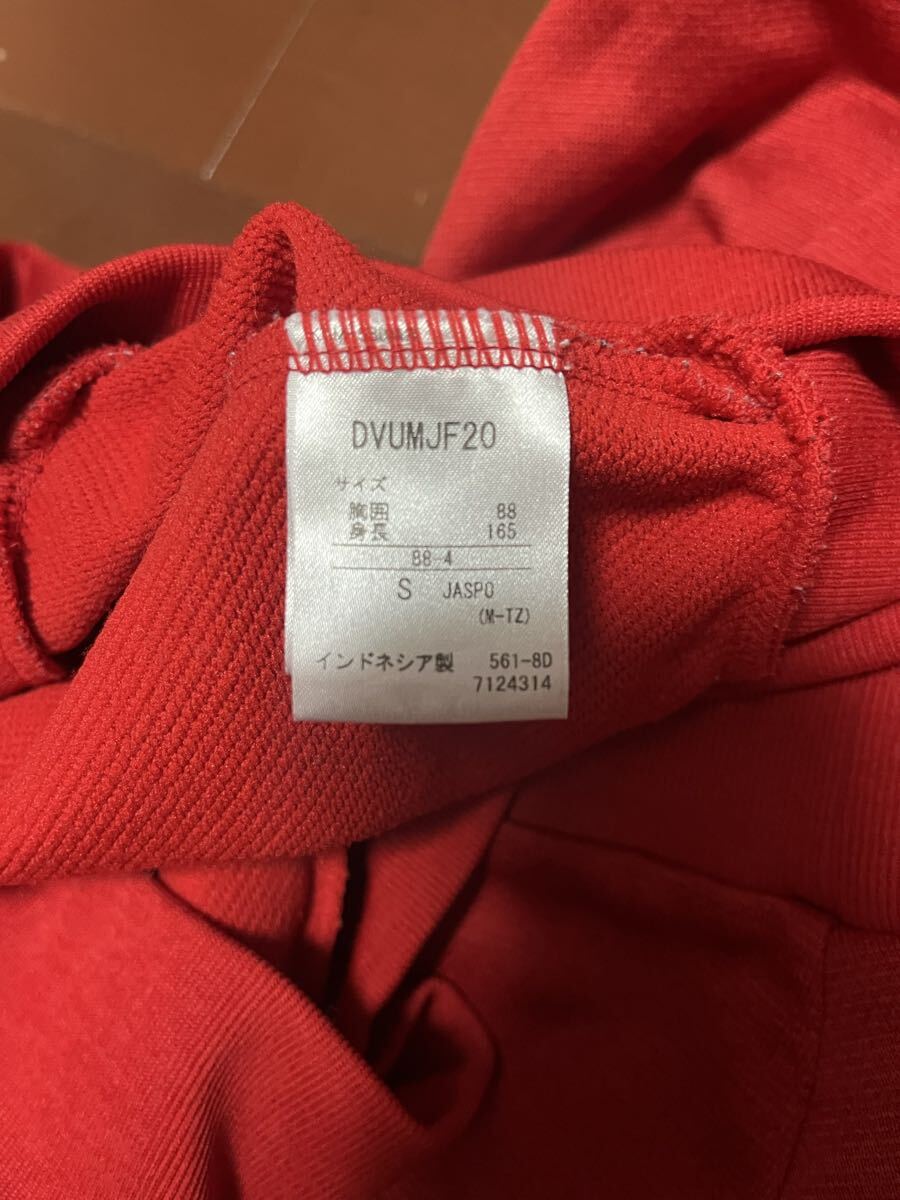 DVUMJF20
サイズ
胸囲 88
身長 165
88-4
S JASPO
(M-TZ)
インドネシア製 561-8D
7124314